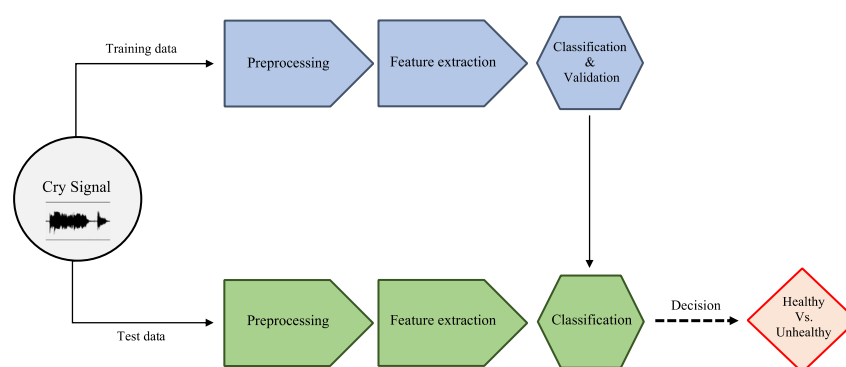 Training data
Preprocessing
Feature extraction
Classification
&
Validation
Cry Signal
Test data
Preprocessing
Feature extraction
Classification
Decision
Healthy
Vs.
Unhealthy